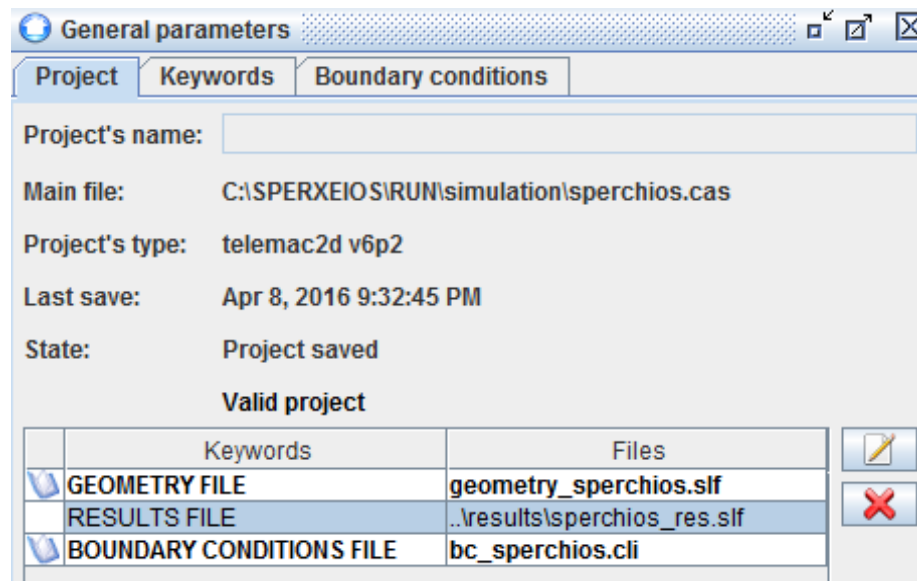 General parameters
Project Keywords Boundary conditions
Project's name:
Main file: C:\SPERXEIOS\RUN\simulation\sperchios.cas
Project's type: telemac2d v6p2
Last save: Apr 8, 2016 9:32:45 PM
State: Project saved
Valid project
Keywords Files
GEOMETRY FILE geometry_sperchios.slf
RESULTS FILE ..\results\sperchios_res.slf
BOUNDARY CONDITIONS FILE bc_sperchios.cli